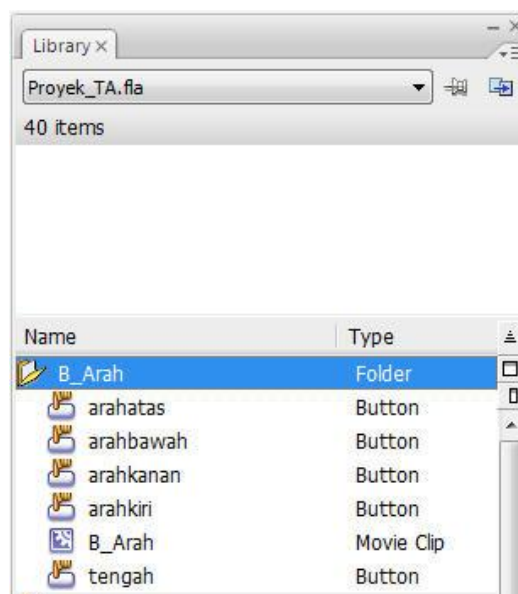 Library ×
Proyek_TA.fla
40 items
Name Type
B_Arah Folder
arahatas Button
arahbawah Button
arahkanan Button
arahkiri Button
B_Arah Movie Clip
tengah Button